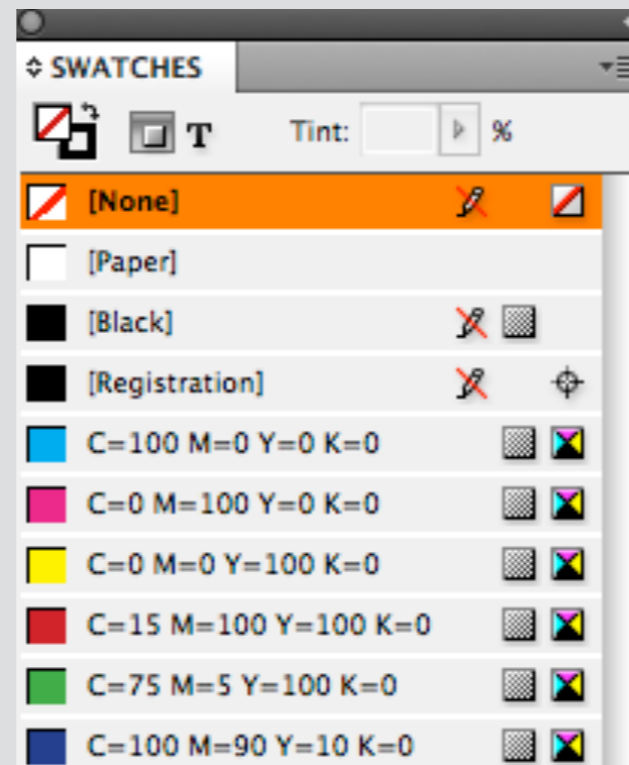 SWATCHES
T Tint: %
[None]
[Paper]
[Black]
[Registration]
C=100 M=0 Y=0 K=0
C=0 M=100 Y=0 K=0
C=0 M=0 Y=100 K=0
C=15 M=100 Y=100 K=0
C=75 M=5 Y=100 K=0
C=100 M=90 Y=10 K=0